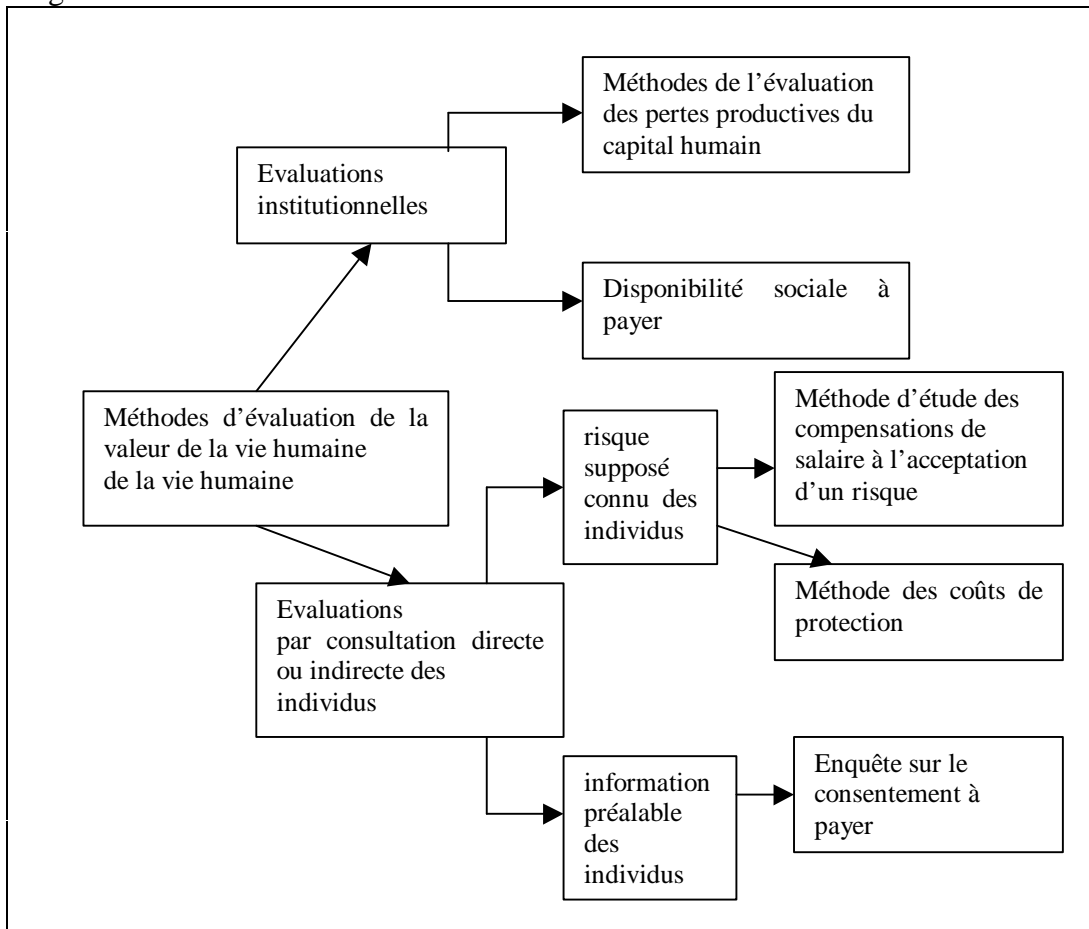 Méthodes de l’évaluation
des pertes productives du
capital humain
Evaluations
institutionnelles
Disponibilité sociale à
payer
Méthodes d’évaluation de la
valeur de la vie humaine
de la vie humaine
risque
supposé
connu des
individus
Méthode d’étude des
compensations de
salaire à l’acceptation
d’un risque
Méthode des coûts de
protection
Evaluations
par consultation directe
ou indirecte des
individus
information
préalable
des
individus
Enquête sur le
consentement à
payer